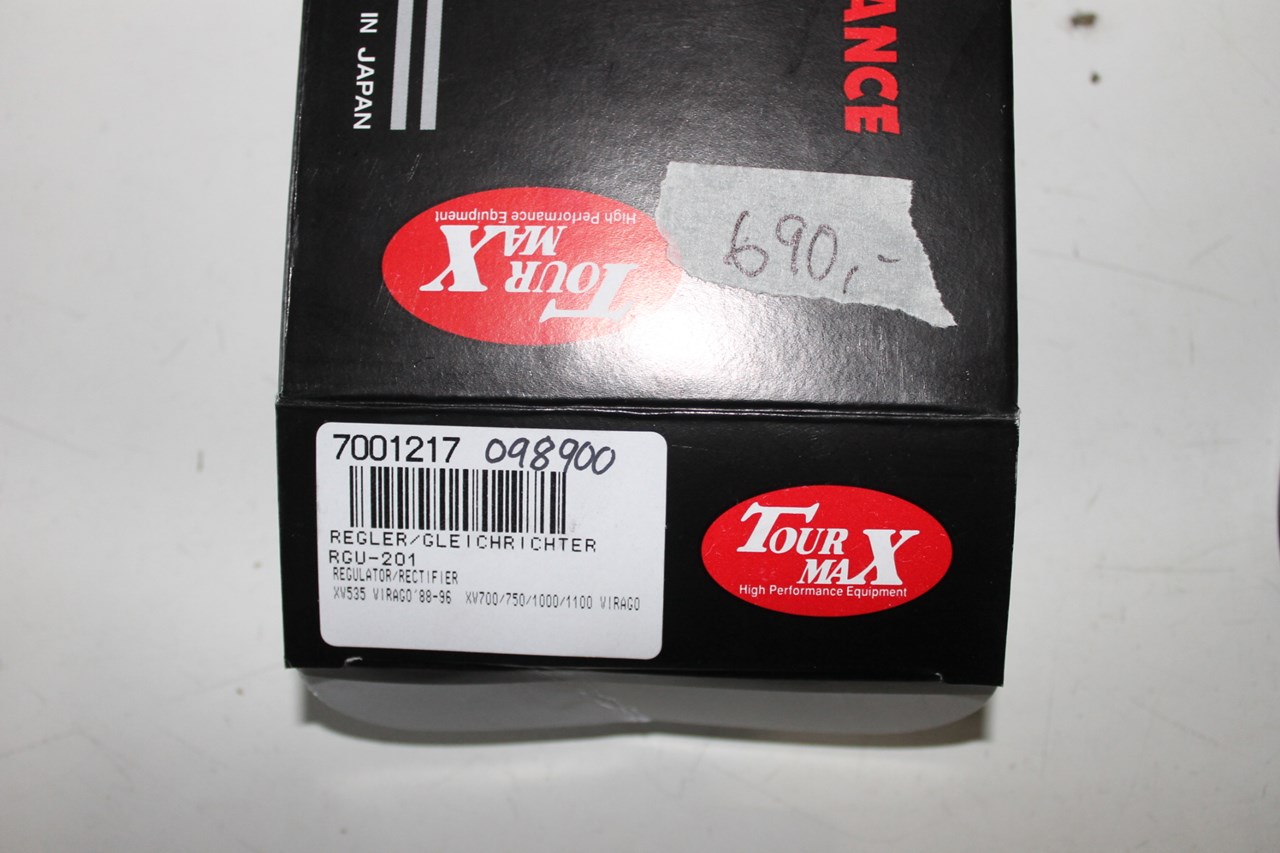 IN JAPAN
ANCE
High Performance Equipment
TOUR
MAX
690,-
7001217 098900
REGLER/GLEICHRICHTER
RGU-201
REGULATOR/RECTIFIER
XV535 VIRAGO'88-96 XV700/750/1000/1100 VIRAGO
TOUR
MAX
High Performance Equipment